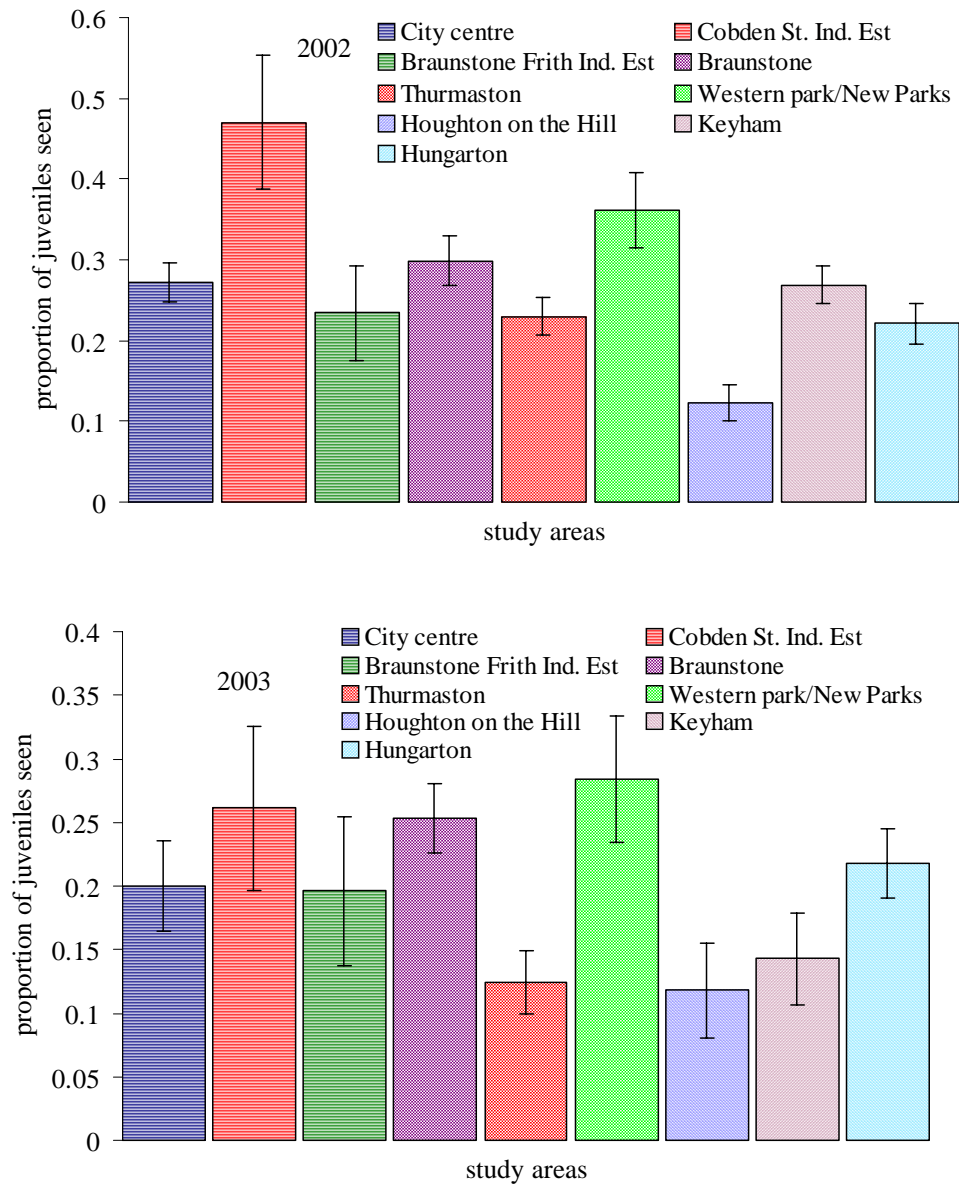 0.6
0.5
0.4
0.3
0.2
0.1
0
proportion of juveniles seen
2002
City centre
Cobden St. Ind. Est
Braunstone Frith Ind. Est
Braunstone
Thurmaston
Western park/New Parks
Houghton on the Hill
Keyham
Hungarton
study areas
0.4
0.35
0.3
0.25
0.2
0.15
0.1
0.05
0
proportion of juveniles seen
2003
City centre
Cobden St. Ind. Est
Braunstone Frith Ind. Est
Braunstone
Thurmaston
Western park/New Parks
Houghton on the Hill
Keyham
Hungarton
study areas